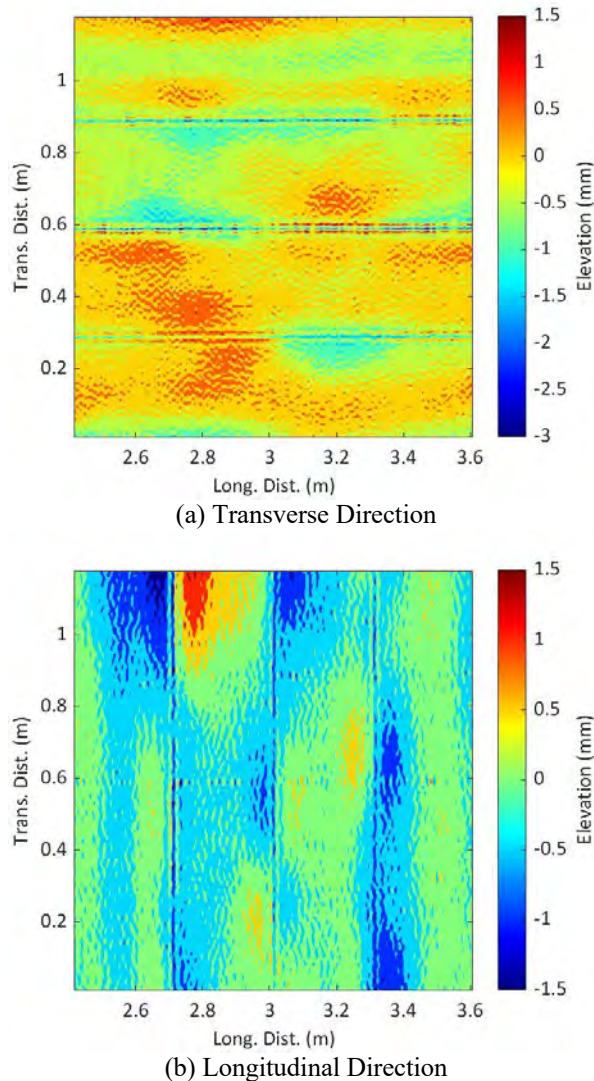 1.5
1
0.5
0
-0.5
-1
-1.5
-2
-2.5
-3
Elevation (mm)
1
0.8
0.6
0.4
0.2
Trans. Dist. (m)
2.6 2.8 3 3.2 3.4 3.6
Long. Dist. (m)
(a) Transverse Direction
1.5
1
0.5
0
-0.5
-1
-1.5
Elevation (mm)
1
0.8
0.6
0.4
0.2
Trans. Dist. (m)
2.6 2.8 3 3.2 3.4 3.6
Long. Dist. (m)
(b) Longitudinal Direction